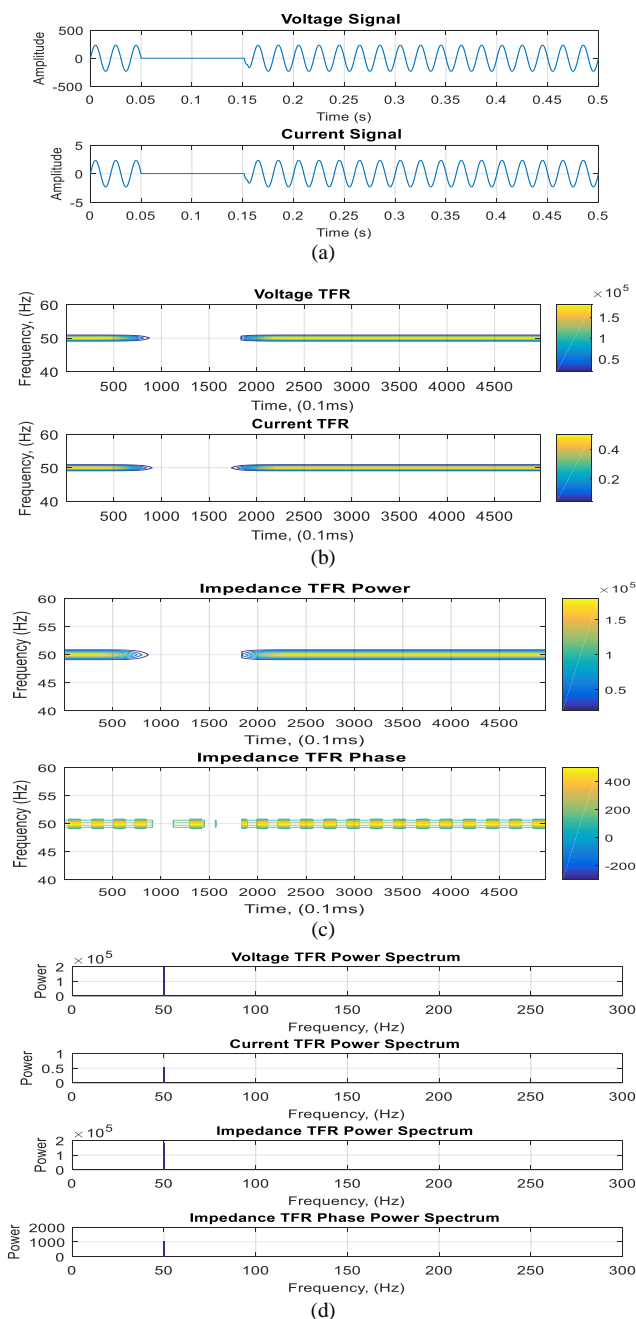 Voltage Signal
500
0
-500
Amplitude
0 0.05 0.1 0.15 0.2 0.25 0.3 0.35 0.4 0.45 0.5
Time (s)
Current Signal
5
0
-5
Amplitude
0 0.05 0.1 0.15 0.2 0.25 0.3 0.35 0.4 0.45 0.5
Time (s)
(a)
Voltage TFR
×10⁵
60
50
40
Frequency, (Hz)
1.5
1
0.5
500 1000 1500 2000 2500 3000 3500 4000 4500
Time, (0.1ms)
Current TFR
60
50
40
Frequency, (Hz)
0.4
0.2
500 1000 1500 2000 2500 3000 3500 4000 4500
Time, (0.1ms)
(b)
Impedance TFR Power
×10⁵
60
55
50
45
40
Frequency (Hz)
1.5
1
0.5
500 1000 1500 2000 2500 3000 3500 4000 4500
Time, (0.1ms)
Impedance TFR Phase
60
55
50
45
40
Frequency (Hz)
400
200
0
-200
500 1000 1500 2000 2500 3000 3500 4000 4500
Time, (0.1ms)
(c)
Voltage TFR Power Spectrum
×10⁵
2
1
0
Power
0 50 100 150 200 250 300
Frequency, (Hz)
Current TFR Power Spectrum
1
0.5
0
Power
0 50 100 150 200 250 300
Frequency, (Hz)
Impedance TFR Power Spectrum
×10⁵
2
1
0
Power
0 50 100 150 200 250 300
Frequency, (Hz)
Impedance TFR Phase Power Spectrum
2000
1000
0
Power
0 50 100 150 200 250 300
Frequency, (Hz)
(d)